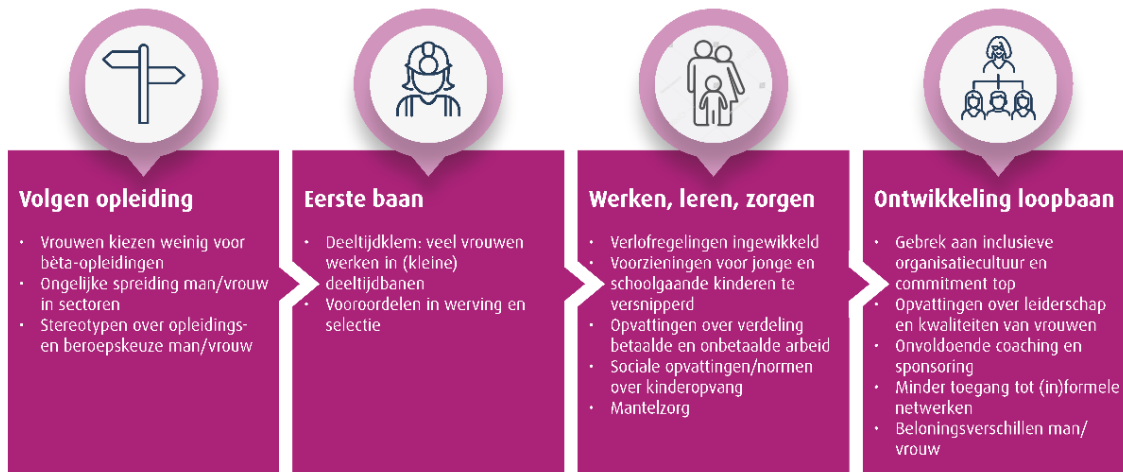 Volgen opleiding
• Vrouwen kiezen weinig voor
bèta-opleidingen
• Ongelijke spreiding man/vrouw
in sectoren
• Stereotypen over opleidings-
en beroepskeuze man/vrouw
Eerste baan
• Deeltijdklem: veel vrouwen
werken in (kleine)
deeltijdbanen
• Vooroordelen in werving en
selectie
Werken, leren, zorgen
• Verlofregelingen ingewikkeld
• Voorzieningen voor jonge en
schoolgaande kinderen te
versnipperd
• Opvattingen over verdeling
betaalde en onbetaalde arbeid
• Sociale opvattingen/normen
over kinderopvang
• Mantelzorg
Ontwikkeling loopbaan
• Gebrek aan inclusieve
organisatiecultuur en
commitment top
• Opvattingen over leiderschap
en kwaliteiten van vrouwen
• Onvoldoende coaching en
sponsoring
• Minder toegang tot (in)formele
netwerken
• Beloningsverschillen man/
vrouw